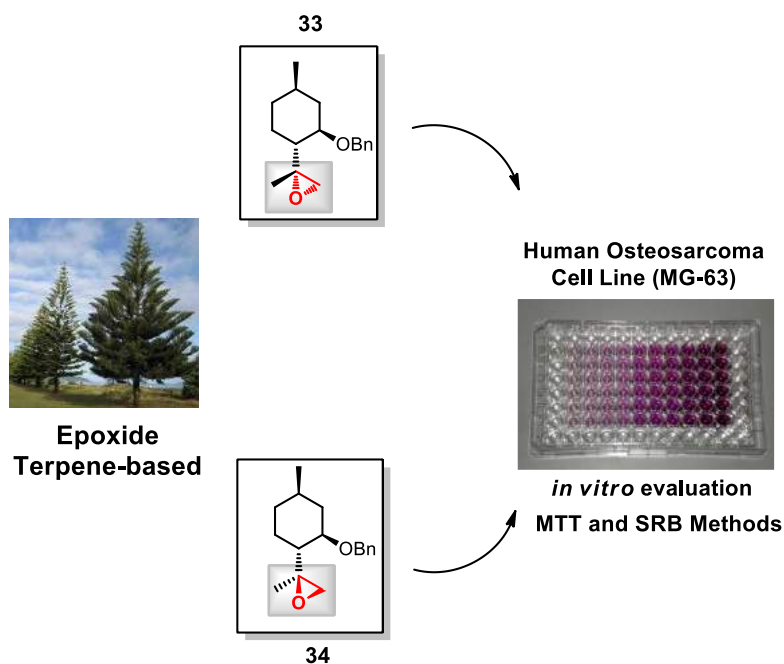 33
OBn
O
Human Osteosarcoma
Cell Line (MG-63)
Epoxide
Terpene-based
in vitro evaluation
MTT and SRB Methods
OBn
O
34